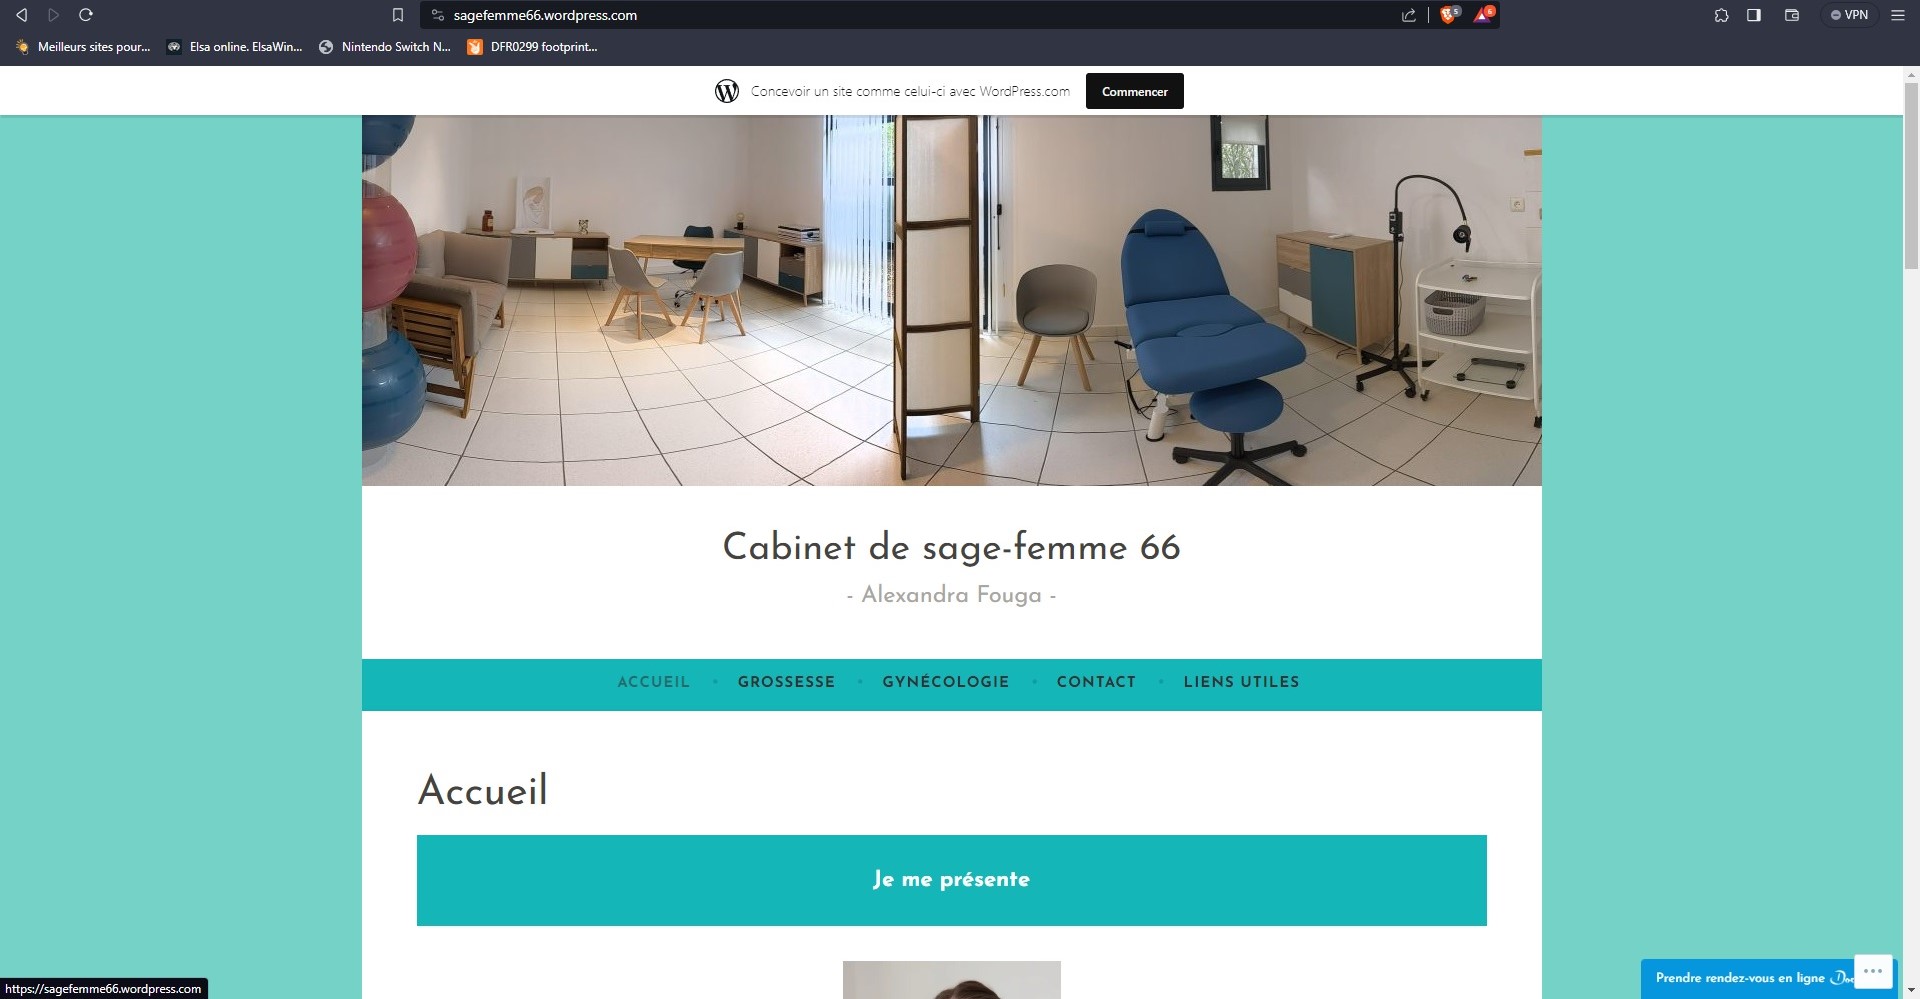 sagefemme66.wordpress.com
5
6
VPN
Meilleurs sites pour...
Elsa online. ElsaWin...
Nintendo Switch N...
DFR0299 footprint...
Concevoir un site comme celui-ci avec WordPress.com
Commencer
Cabinet de sage-femme 66
- Alexandra Fouga -
ACCUEIL
GROSSESSE
GYNÉCOLOGIE
CONTACT
LIENS UTILES
Accueil
Je me présente
Prendre rendez-vous en ligne
https://sagefemme66.wordpress.com